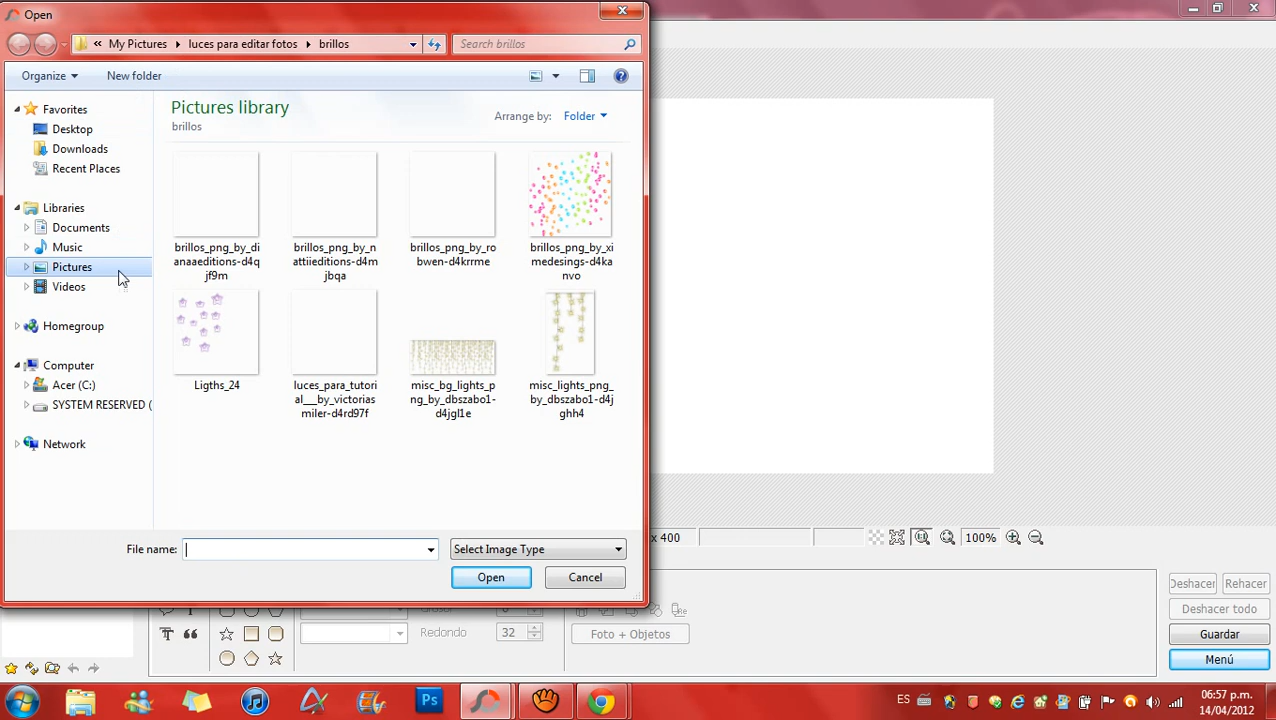 Open
« My Pictures luces para editar fotos brillos
Search brillos
Organize New folder
Favorites
Desktop
Downloads
Recent Places
Libraries
Documents
Music
Pictures
Videos
Homegroup
Computer
Acer (C:)
SYSTEM RESERVED (
Network
Pictures library
brillos
Arrange by: Folder
brillos_png_by_di
anaaeditions-d4q
jf9m
brillos_png_by_n
attiieditions-d4m
jbqa
brillos_png_by_ro
bwen-d4krrme
brillos_png_by_xi
medesings-d4ka
nvo
Ligths_24
luces_para_tutori
al__by_victorias
miler-d4rd97f
misc_bg_lights_p
ng_by_dbszabo1-
d4jgl1e
misc_lights_png_
by_dbszabo1-d4j
ghh4
File name:
Select Image Type
Open Cancel
x 400 100%
Redondo 32
Foto + Objetos
Deshacer Rehacer
Deshacer todo
Guardar
Menú
Ps
ES
06:57 p.m.
14/04/2012